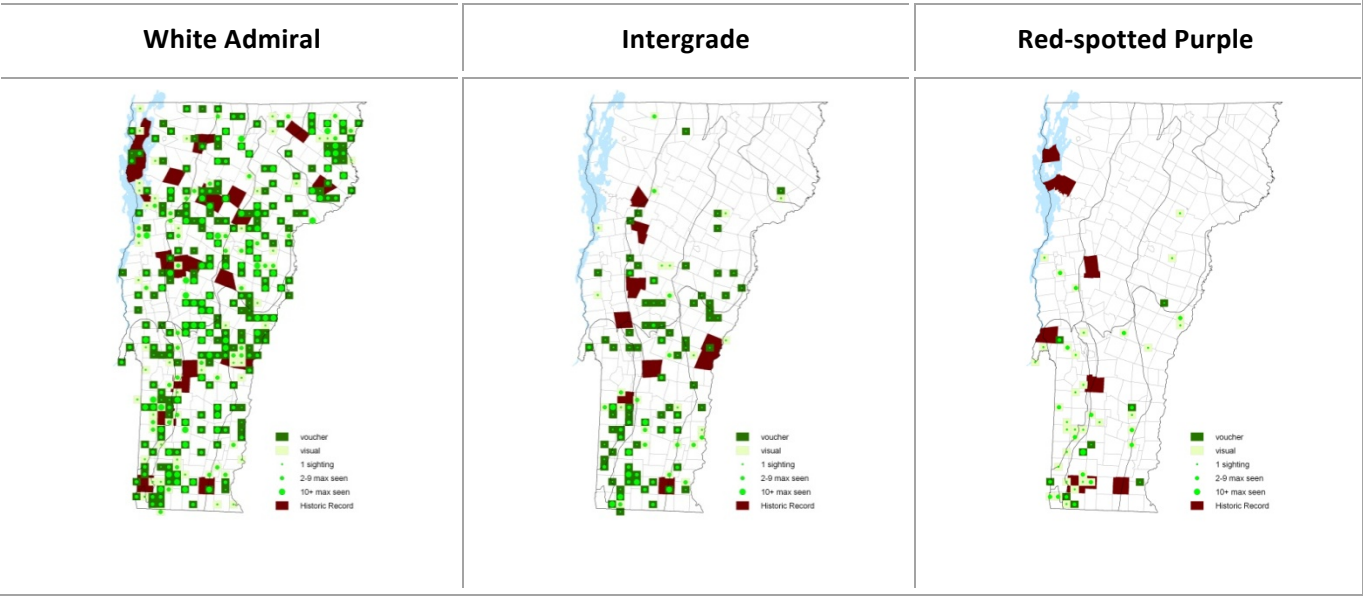 White Admiral
Intergrade
Red-spotted Purple
voucher
visual
1 sighting
2-9 max seen
10+ max seen
Historic Record
voucher
visual
1 sighting
2-9 max seen
10+ max seen
Historic Record
voucher
visual
1 sighting
2-9 max seen
10+ max seen
Historic Record